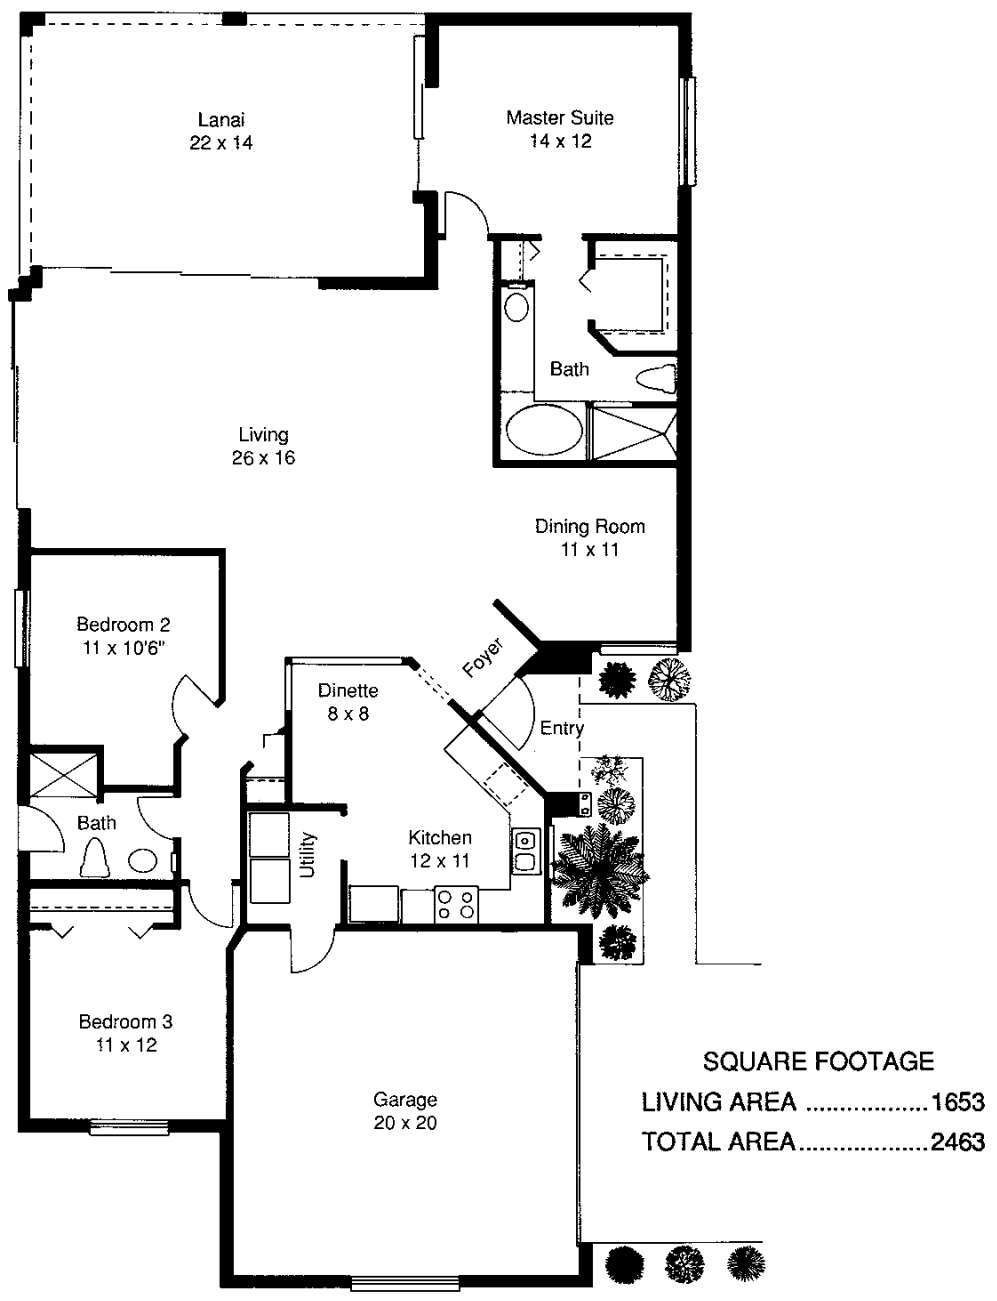 Lanai
22 x 14
Master Suite
14 x 12
Bath
Living
26 x 16
Dining Room
11 x 11
Bedroom 2
11 x 10'6"
Foyer
Dinette
8 x 8
Entry
Bath
Utility
Kitchen
12 x 11
Bedroom 3
11 x 12
Garage
20 x 20
SQUARE FOOTAGE
LIVING AREA ..................1653
TOTAL AREA...................2463